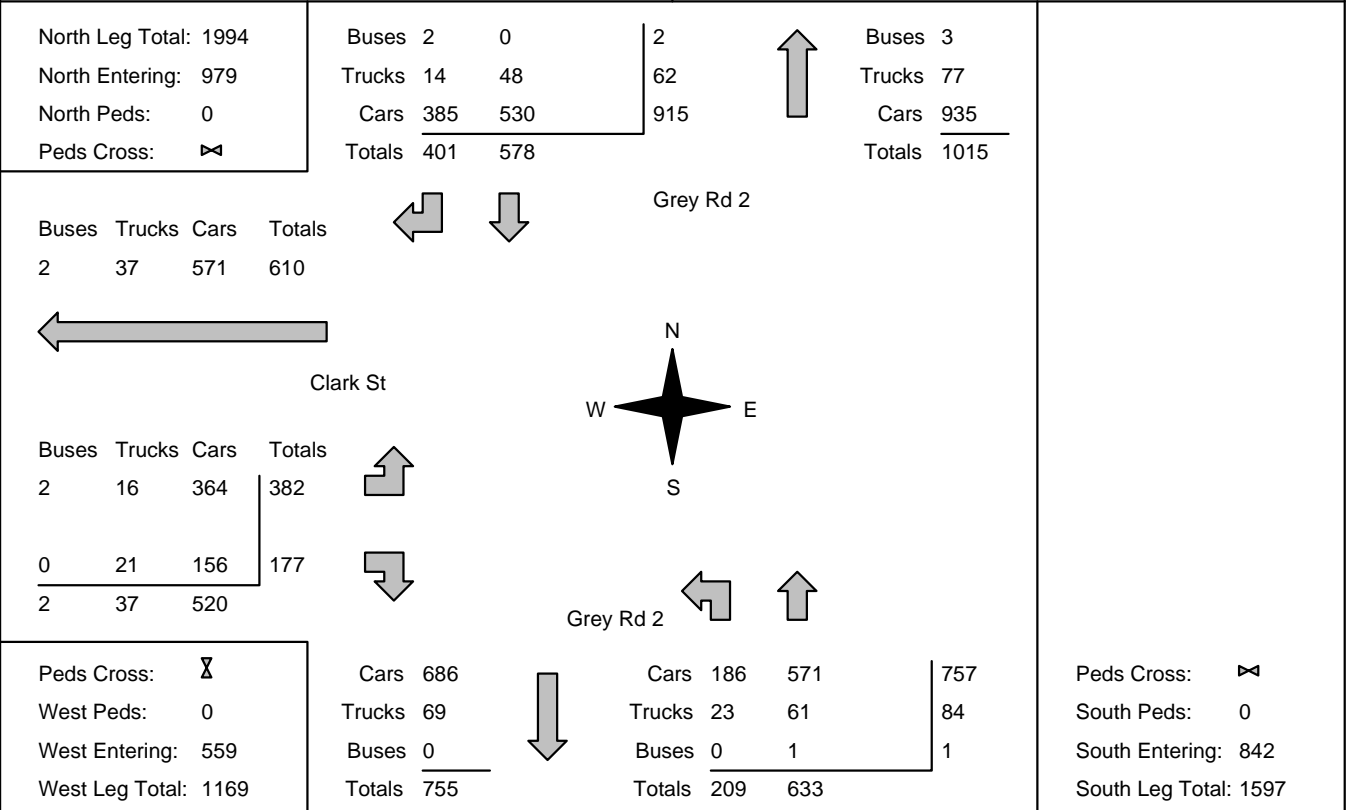 North Leg Total: 1994
North Entering: 979
North Peds: 0
Peds Cross:
Buses 2 0 2
Trucks 14 48 62
Cars 385 530 915
Totals 401 578
Buses 3
Trucks 77
Cars 935
Totals 1015
Grey Rd 2
Buses Trucks Cars Totals
2 37 571 610
Clark St
N
W E
S
Buses Trucks Cars Totals
2 16 364 382
0 21 156 177
2 37 520
Grey Rd 2
Peds Cross:
West Peds: 0
West Entering: 559
West Leg Total: 1169
Cars 686
Trucks 69
Buses 0
Totals 755
Cars 186 571 757
Trucks 23 61 84
Buses 0 1 1
Totals 209 633
Peds Cross:
South Peds: 0
South Entering: 842
South Leg Total: 1597